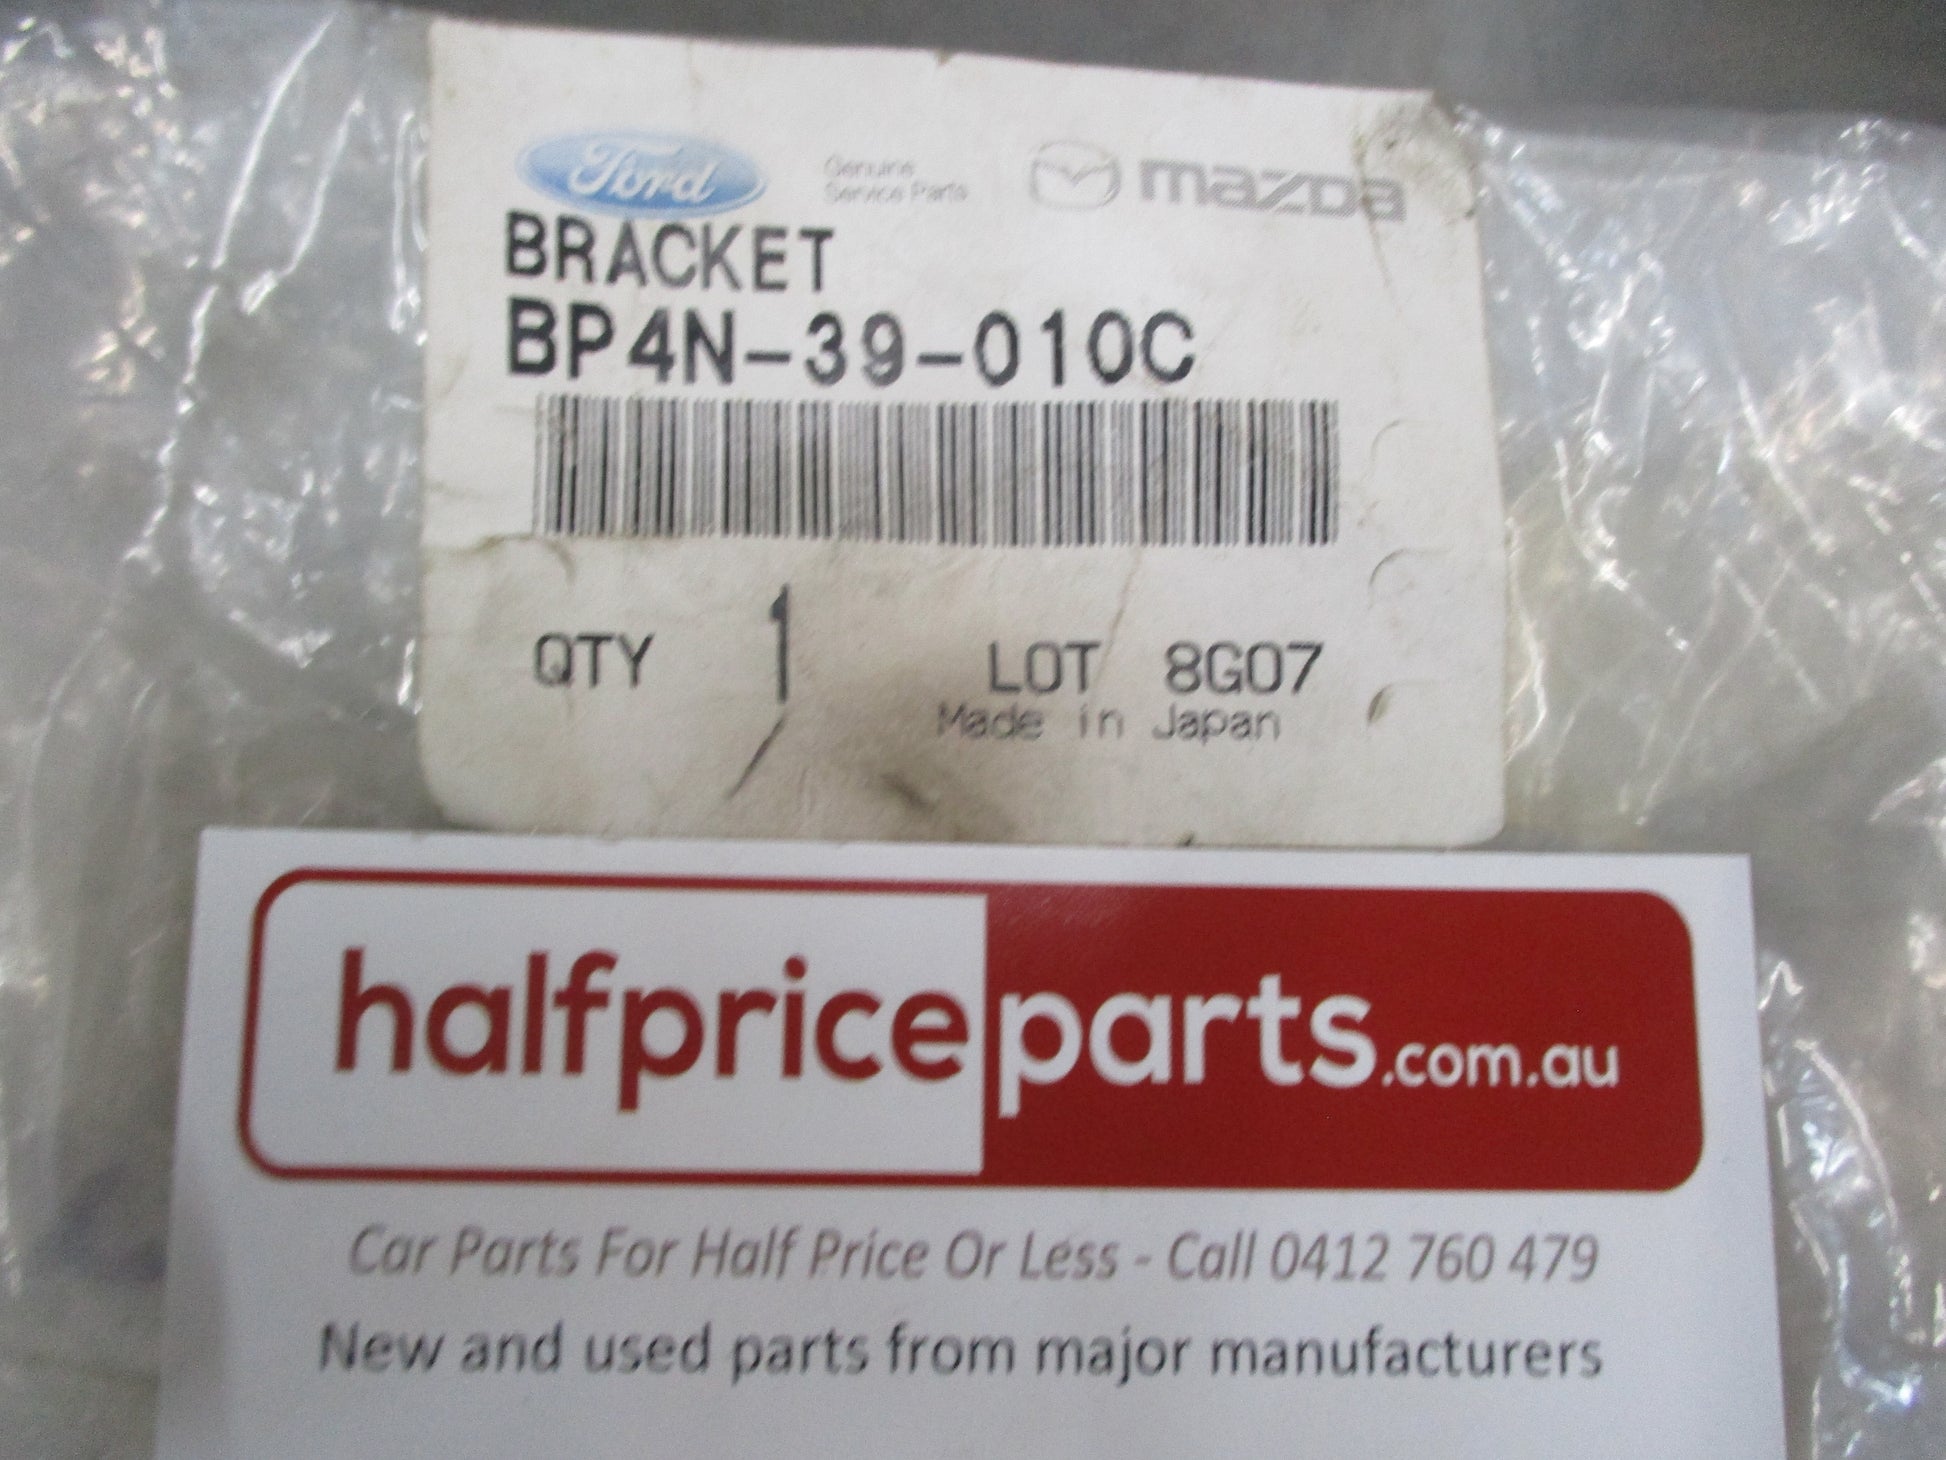 Ford
Genuine
Service Parts
mazda
BRACKET
BP4N-39-010C
QTY 1 LOT 8G07
Made in Japan
halfpriceparts.com.au
Car Parts For Half Price Or Less - Call 0412 760 479
New and used parts from major manufacturers